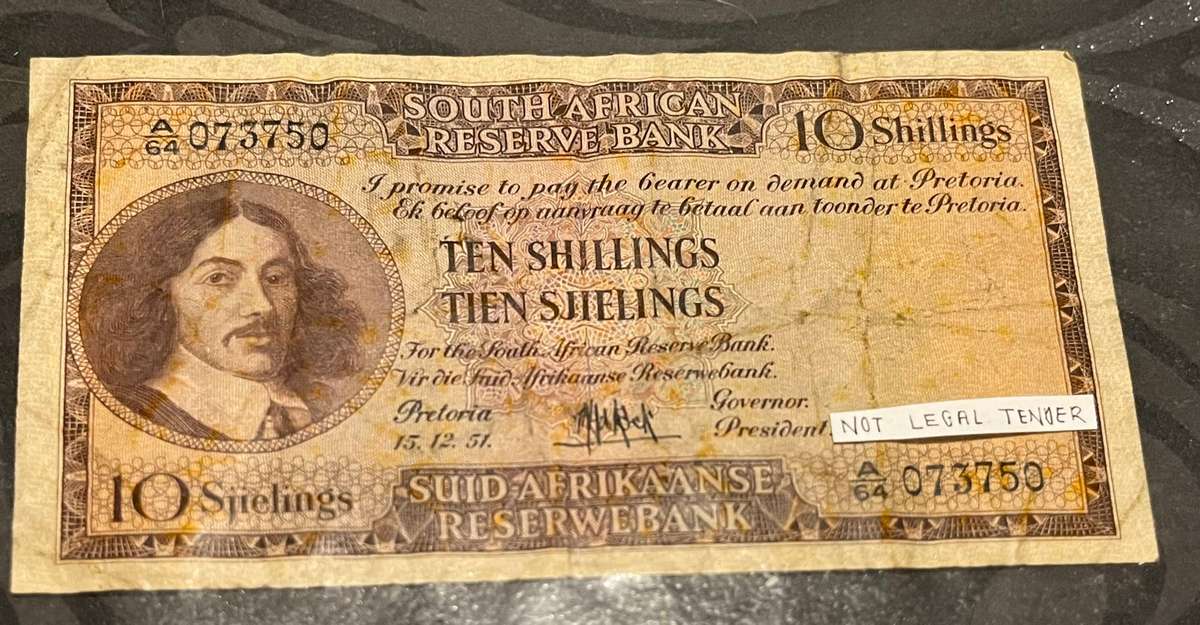 SOUTH AFRICAN
RESERVE BANK
A/64 073750
10 Shillings
I promise to pay the bearer on demand at Pretoria.
Ek beloof op aanvraag te betaal aan toonder te Pretoria.
TEN SHILLINGS
TIEN SJIELINGS
For the South African Reserve Bank.
Vir die Suid-Afrikaanse Reserwebank.
Pretoria
15.12.51.
Governor.
President.
NOT LEGAL TENDER
A/64 073750
10 Sjielings
SUID-AFRIKAANSE
RESERWEBANK